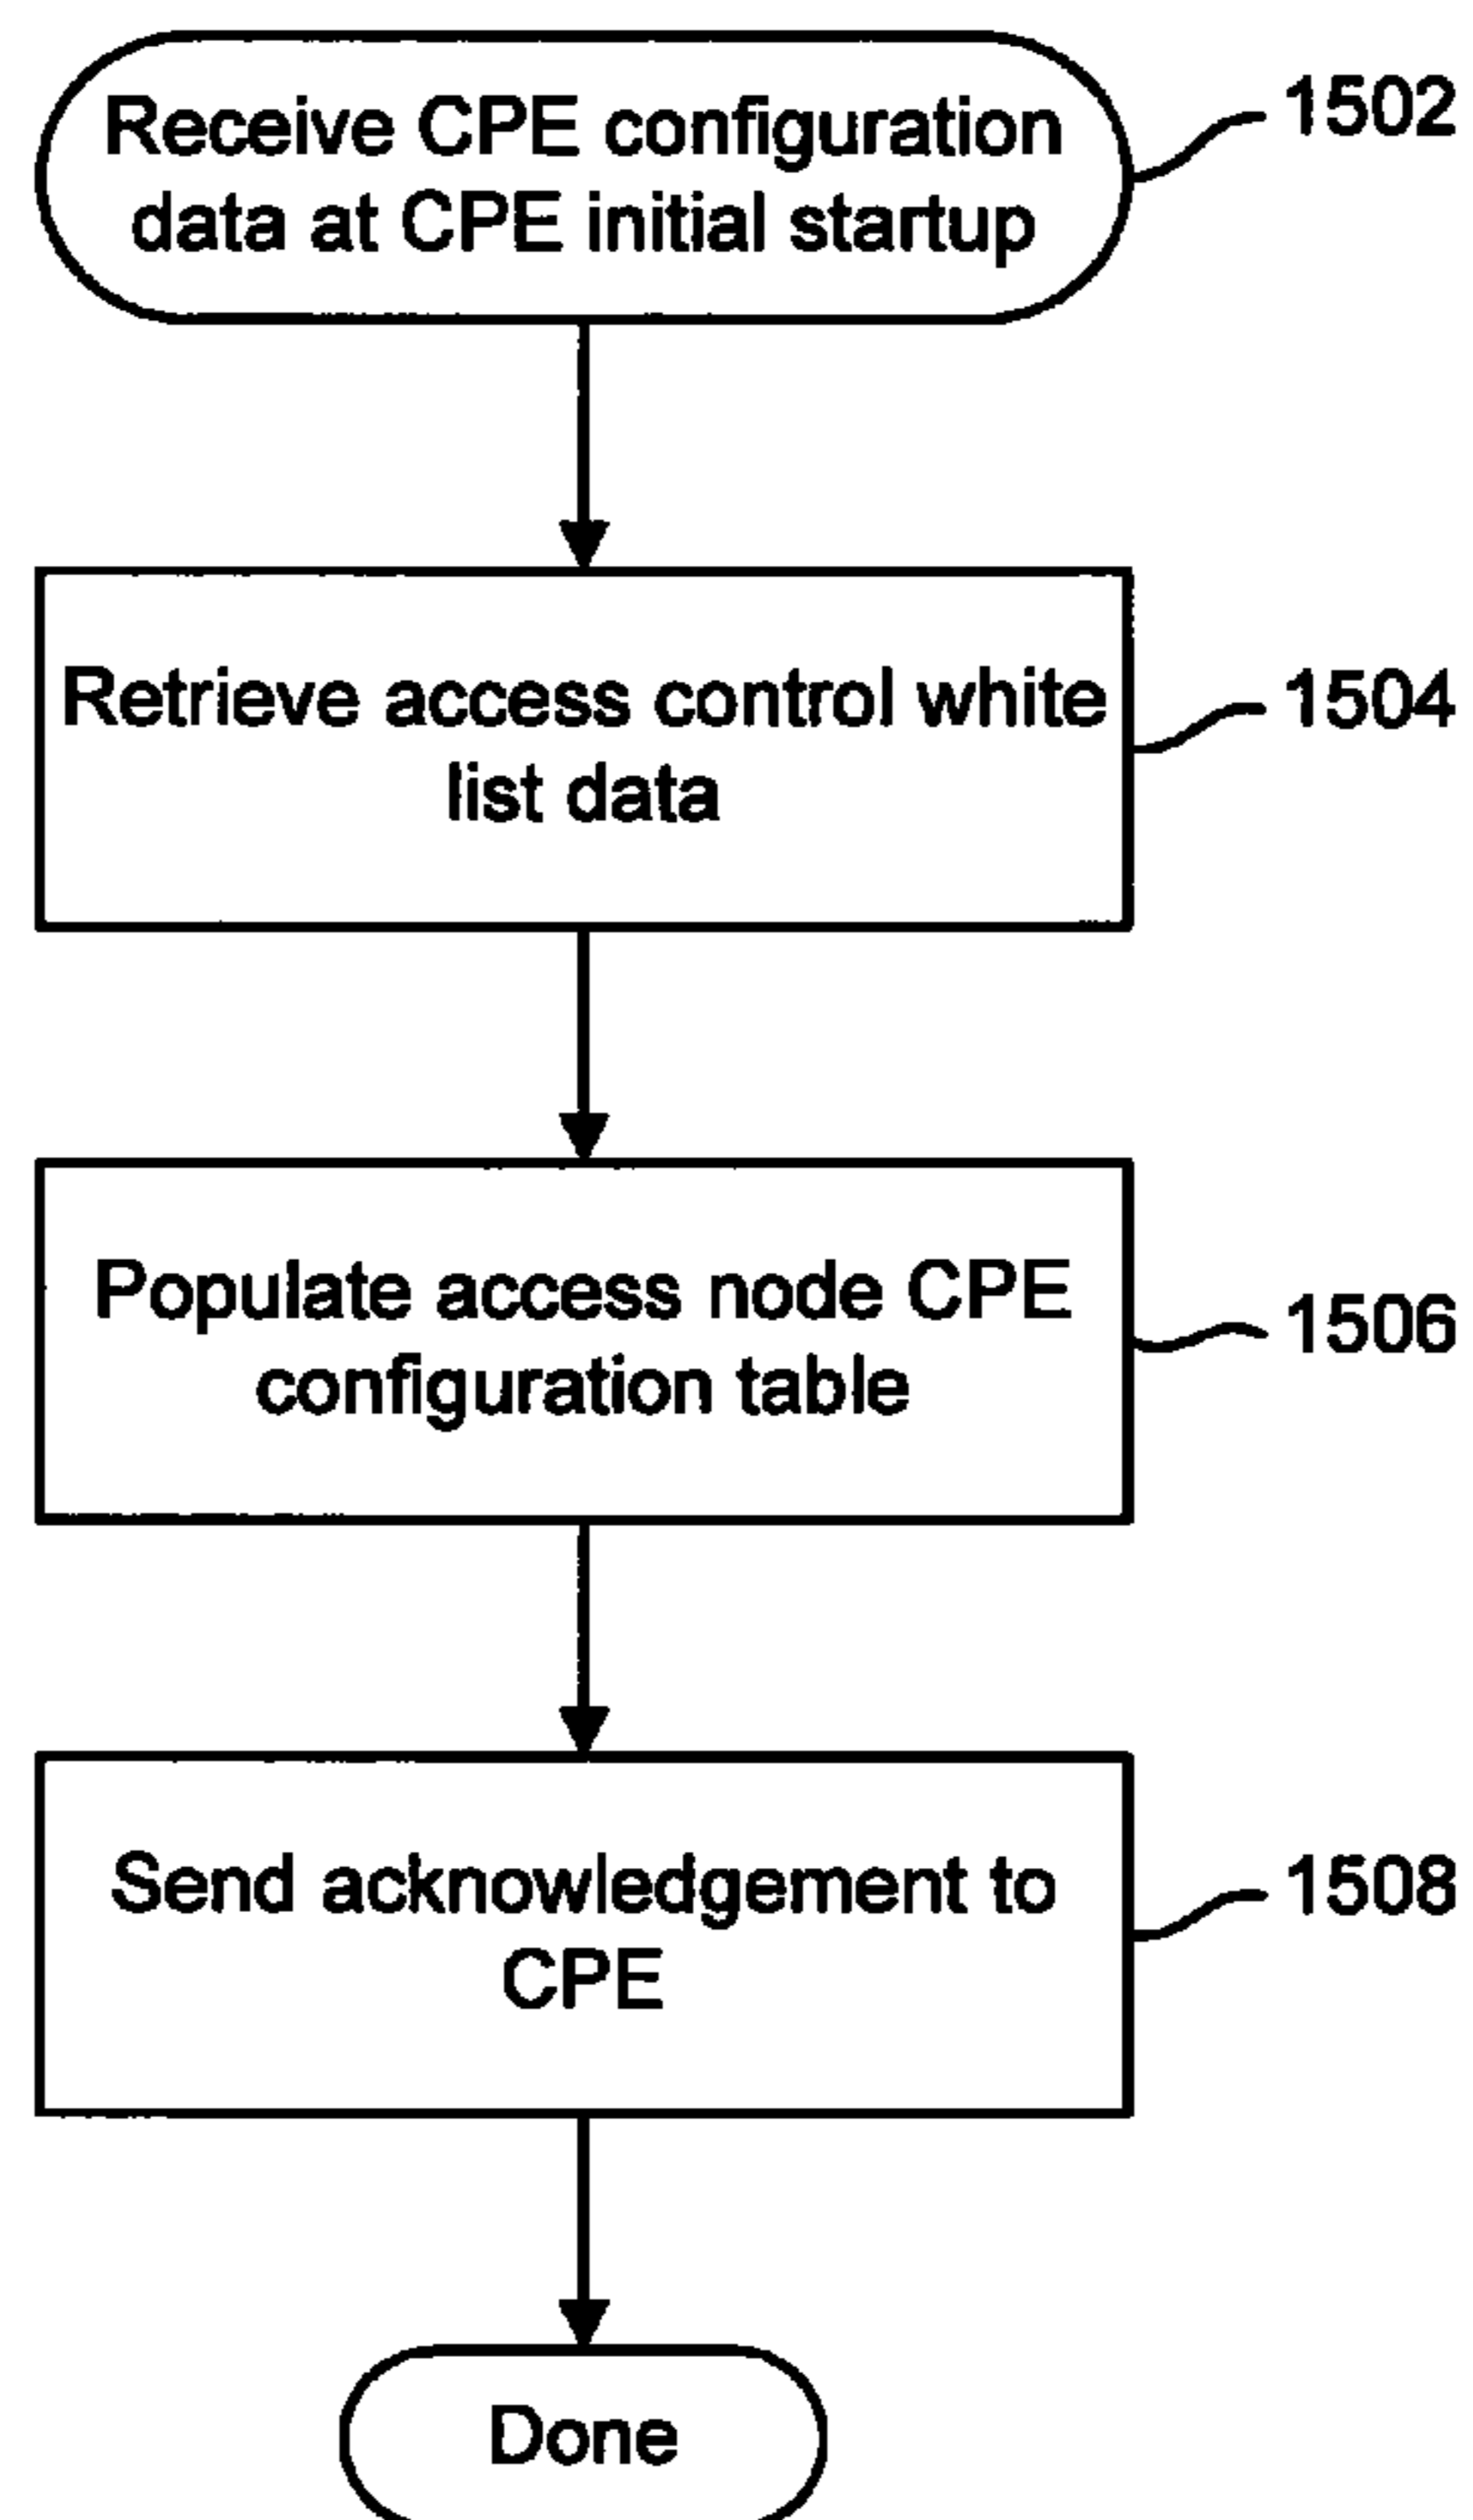 Receive CPE configuration
data at CPE initial startup
1502
Retrieve access control white
list data
1504
Populate access node CPE
configuration table
1506
Send acknowledgement to
CPE
1508
Done